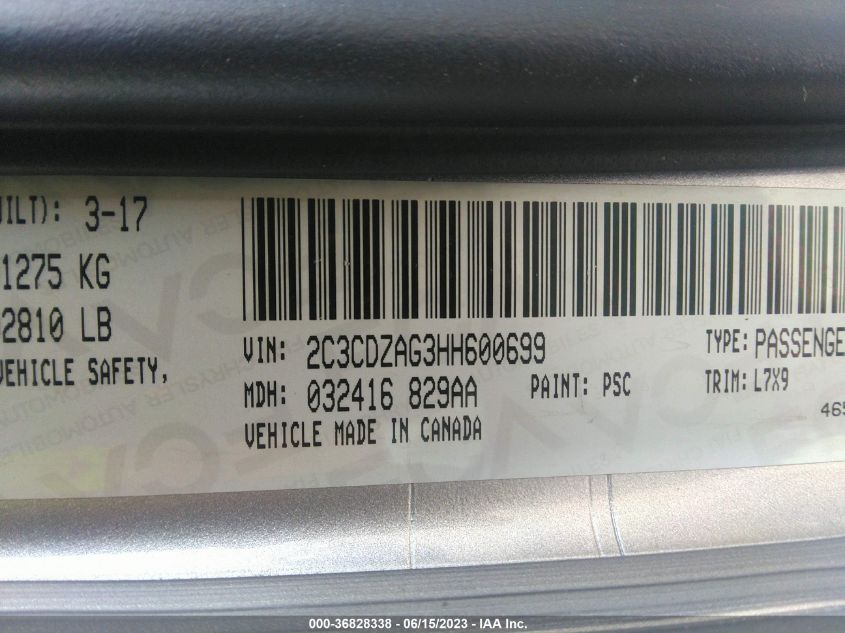 UILT): 3-17
1275 KG
2810 LB
VEHICLE SAFETY,
VIN: 2C3CDZAG3HH600699
TYPE: PASSENGE
MDH: 032416 829AA
PAINT: PSC
TRIM: L7X9
465
VEHICLE MADE IN CANADA
000-36828338 - 06/15/2023 - IAA Inc.